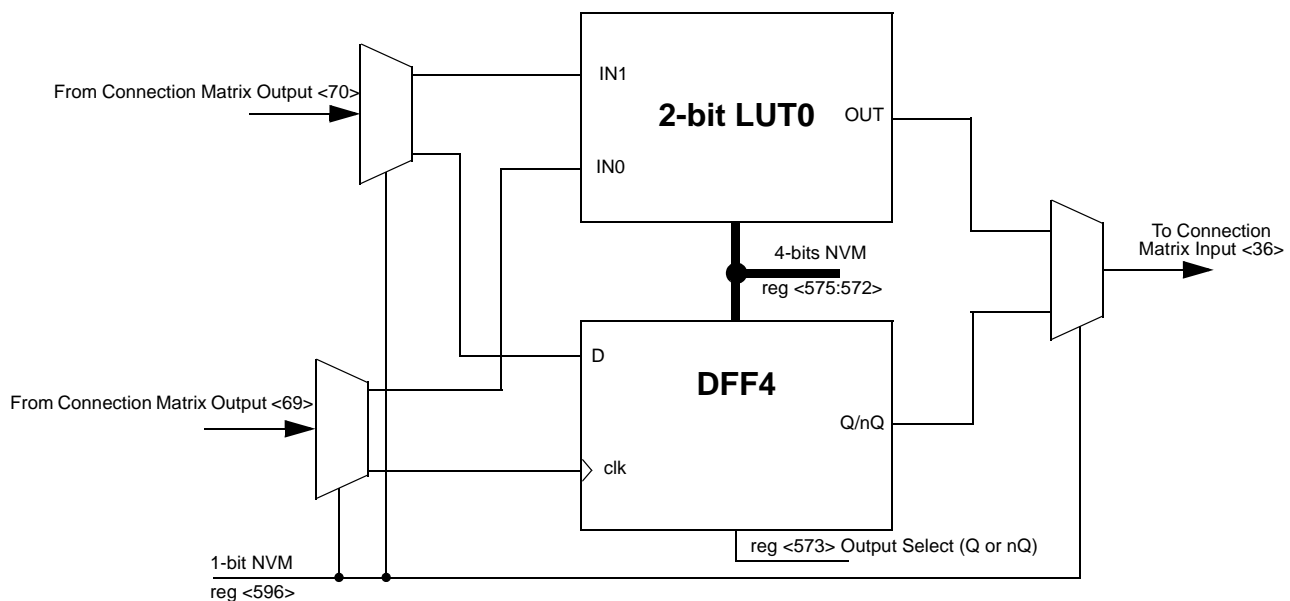 From Connection Matrix Output <70>
IN1
2-bit LUT0
OUT
IN0
To Connection
Matrix Input <36>
4-bits NVM
reg <575:572>
D
DFF4
From Connection Matrix Output <69>
Q/nQ
clk
reg <573> Output Select (Q or nQ)
1-bit NVM
reg <596>